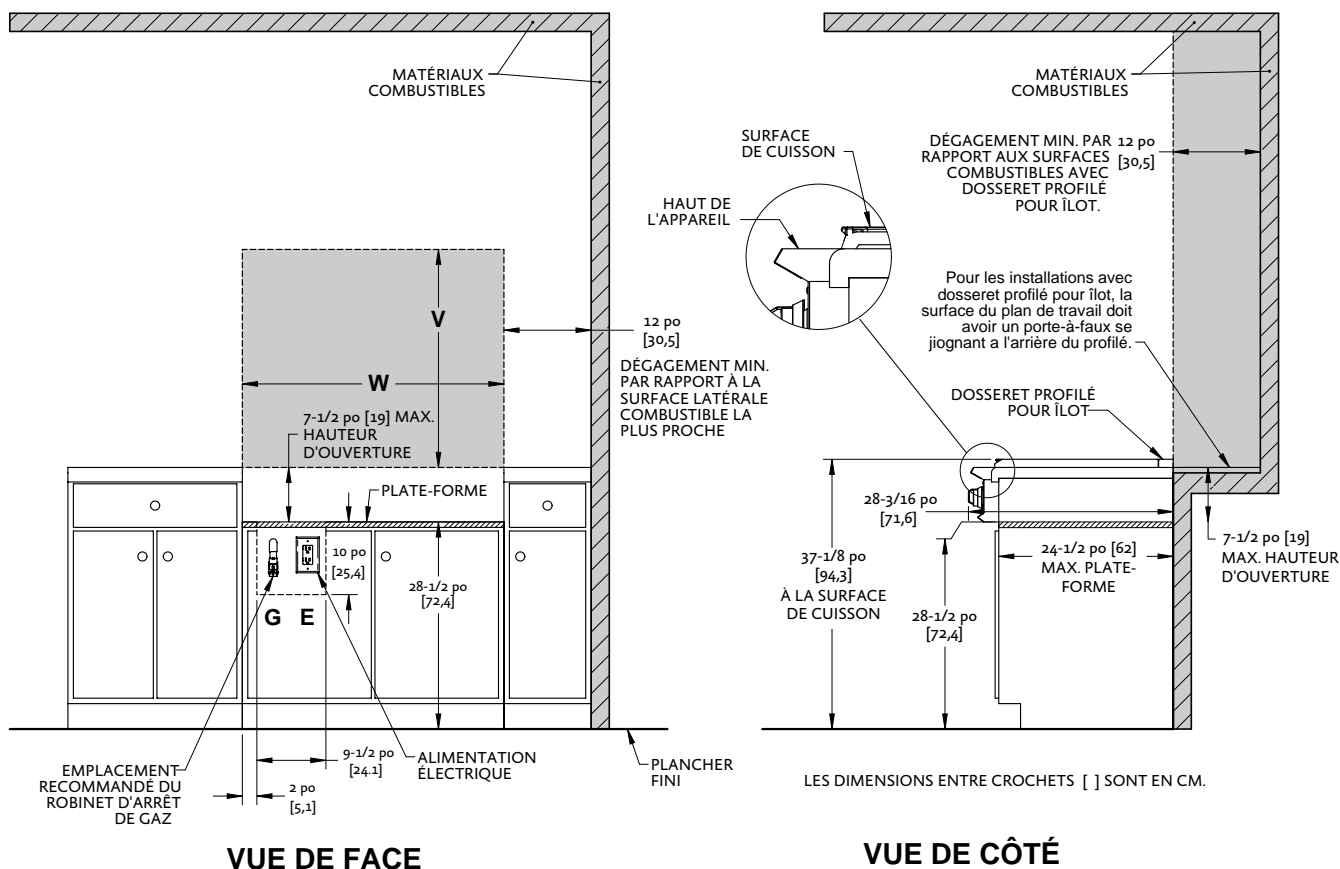 MATÉRIAUX
COMBUSTIBLES
V
W
12 po
[30,5]
DÉGAGEMENT MIN.
PAR RAPPORT À LA
SURFACE LATÉRALE
COMBUSTIBLE LA
PLUS PROCHE
7-1/2 po [19] MAX.
HAUTEUR
D'OUVERTURE
PLATE-FORME
10 po
[25,4]
28-1/2 po
[72,4]
G E
9-1/2 po
[24.1]
2 po
[5,1]
ALIMENTATION
ÉLECTRIQUE
EMPLACEMENT
RECOMMANDÉ DU
ROBINET D'ARRÊT
DE GAZ
PLANCHER
FINI
VUE DE FACE
MATÉRIAUX
COMBUSTIBLES
SURFACE
DE CUISSON
HAUT DE
L'APPAREIL
DÉGAGEMENT MIN. PAR
RAPPORT AUX SURFACES
COMBUSTIBLES AVEC
DOSSERET PROFILÉ
POUR ÎLOT.
12 po
[30,5]
Pour les installations avec
dosseret profilé pour îlot, la
surface du plan de travail doit
avoir un porte-à-faux se
jiognant a l'arrière du profilé.
DOSSERET PROFILÉ
POUR ÎLOT
28-3/16 po
[71,6]
37-1/8 po
[94,3]
À LA SURFACE
DE CUISSON
24-1/2 po [62]
MAX. PLATE-
FORME
28-1/2 po
[72,4]
7-1/2 po [19]
MAX. HAUTEUR
D'OUVERTURE
LES DIMENSIONS ENTRE CROCHETS [ ] SONT EN CM.
VUE DE CÔTÉ